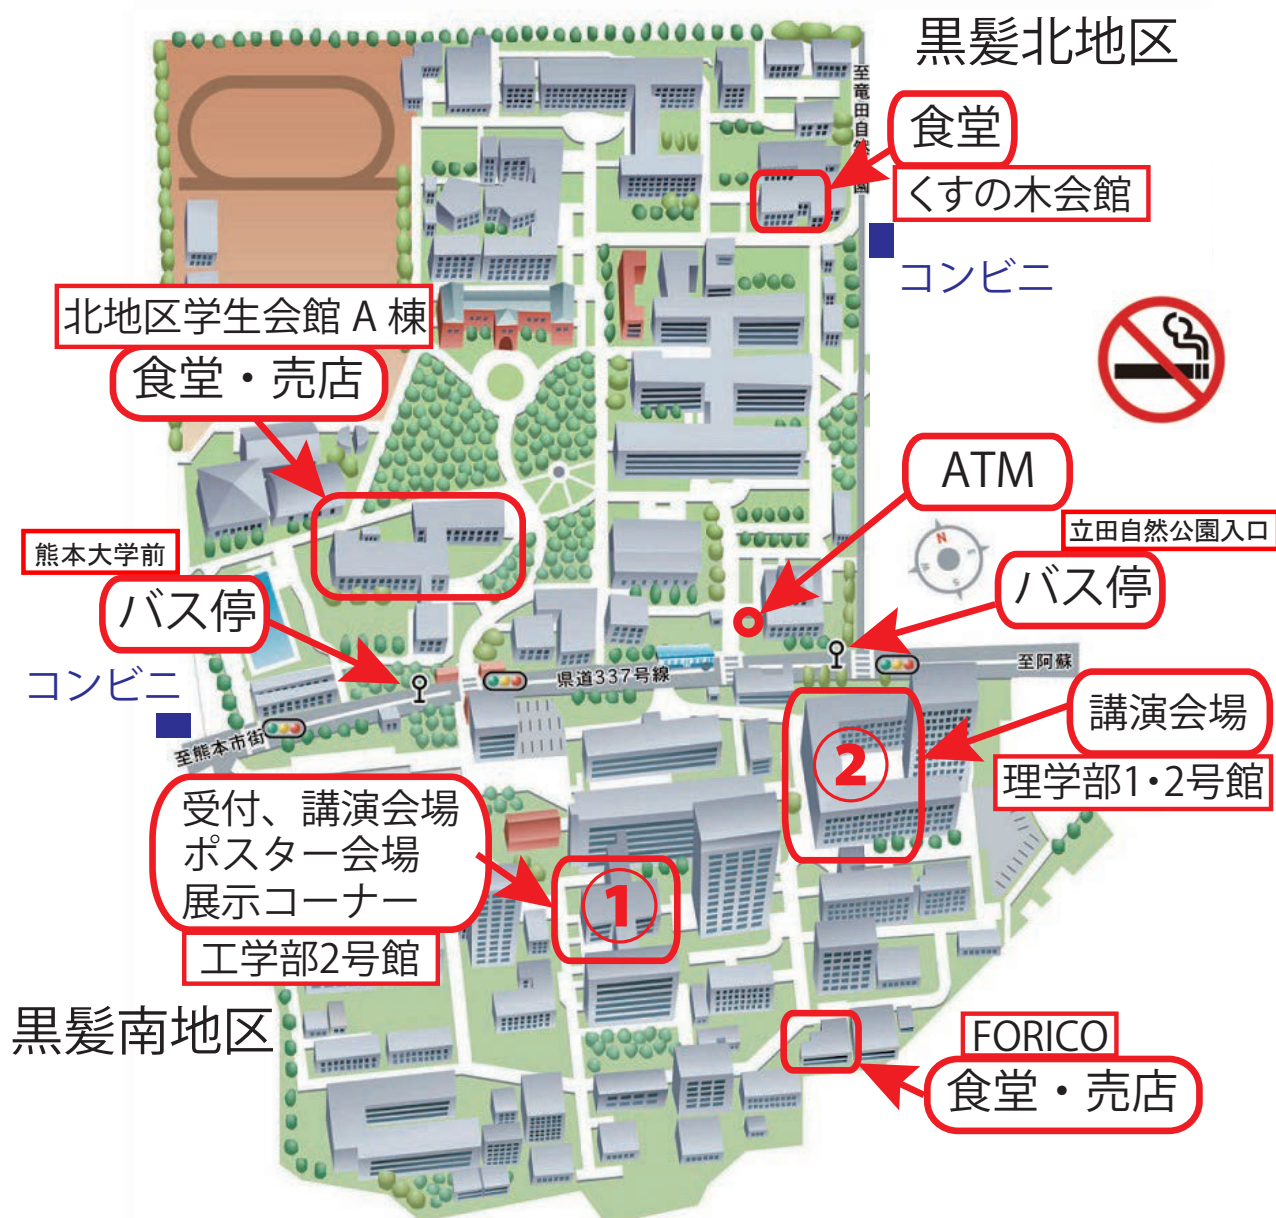 黒髪北地区
至竜田自然
園
食堂
くすの木会館
コンビニ
北地区学生会館 A 棟
食堂・売店
ATM
N
立田自然公園入口
バス停
熊本大学前
バス停
コンビニ
県道337号線
至阿蘇
至熊本市街
講演会場
理学部1・2号館
②
受付、講演会場
ポスター会場
展示コーナー
工学部2号館
①
黒髪南地区
FORICO
食堂・売店